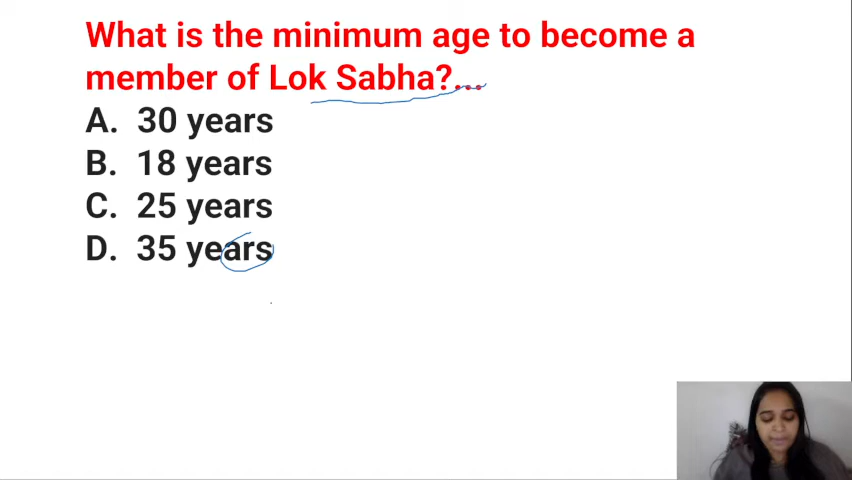 What is the minimum age to become a
member of Lok Sabha?...
A. 30 years
B. 18 years
C. 25 years
D. 35 years